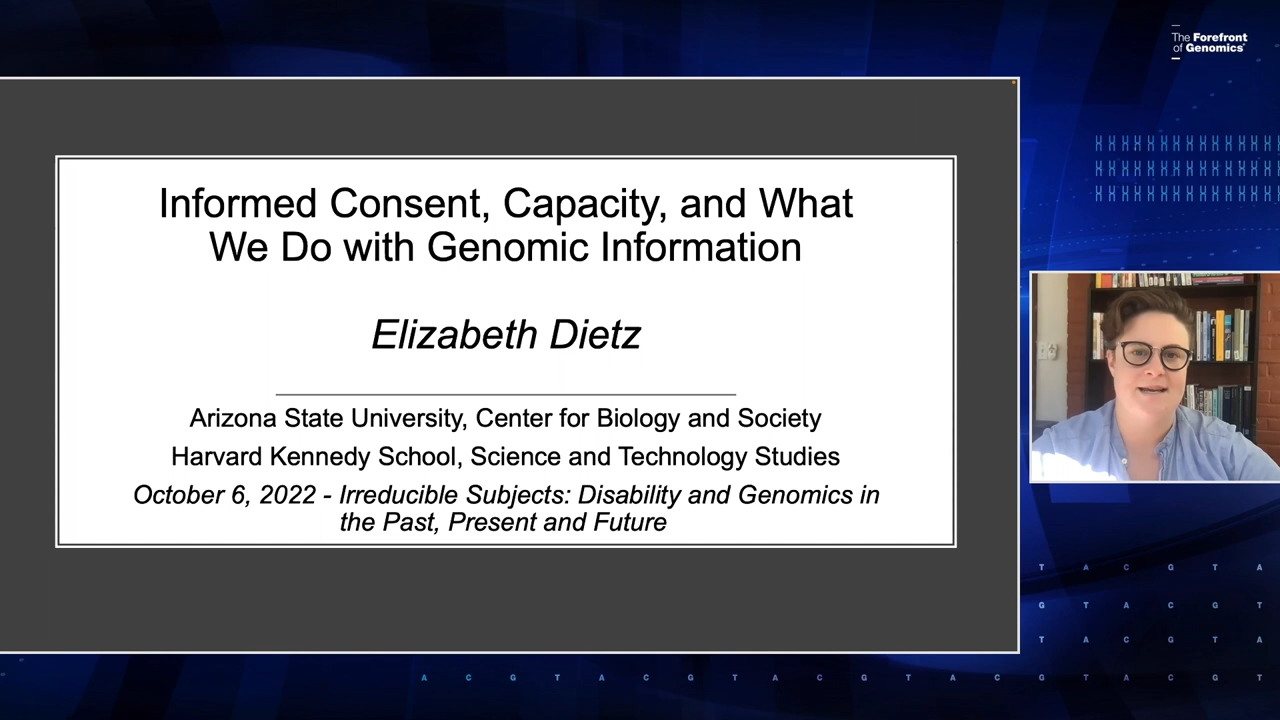 The Forefront
of Genomics®
Informed Consent, Capacity, and What
We Do with Genomic Information
Elizabeth Dietz
Arizona State University, Center for Biology and Society
Harvard Kennedy School, Science and Technology Studies
October 6, 2022 - Irreducible Subjects: Disability and Genomics in
the Past, Present and Future
T A C G T A
G T A C G T
T A C G T A
A C G T A C G T A C G T A C G T A C G T